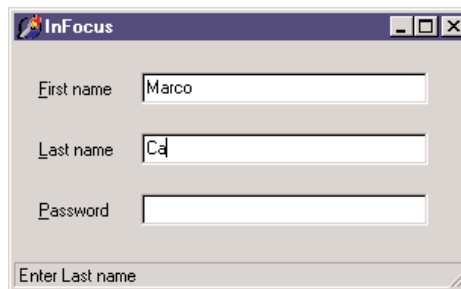 InFocus
First name Marco
Last name Ca
Password
Enter Last name